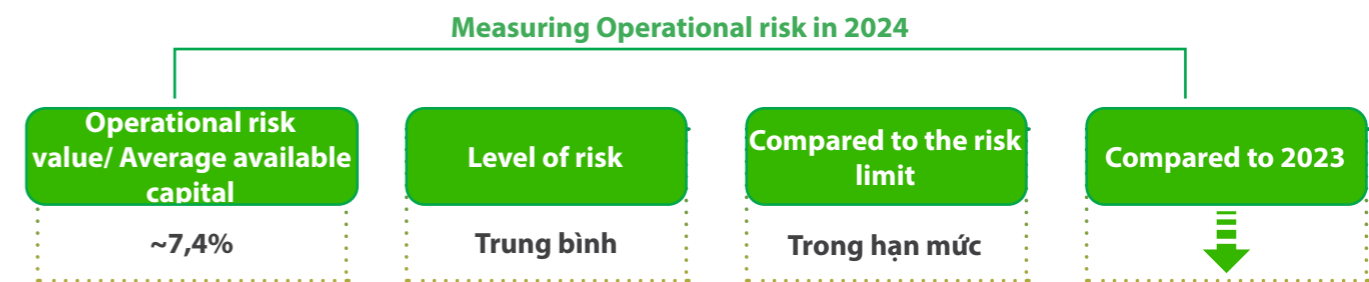 Measuring Operational risk in 2024
Operational risk
value/ Average available
capital
Level of risk
Compared to the risk
limit
Compared to 2023
~7,4%
Trung bình
Trong hạn mức